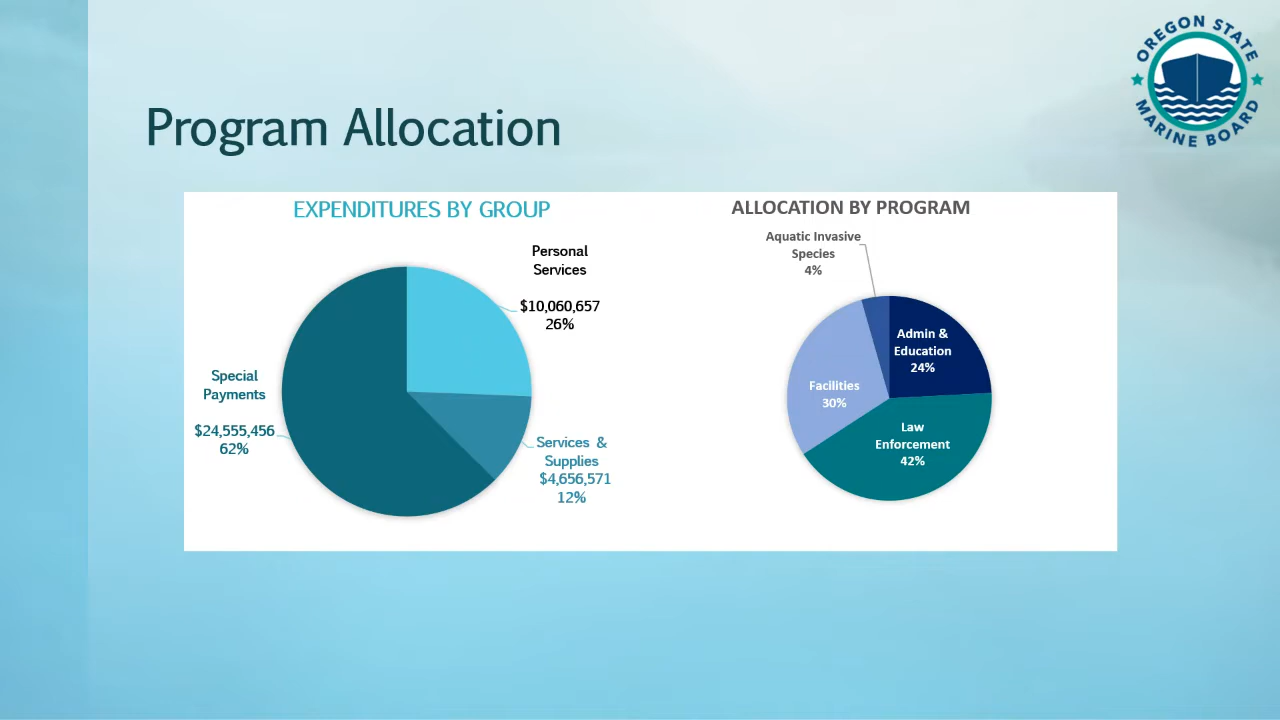 OREGON STATE
MARINE BOARD
Program Allocation
EXPENDITURES BY GROUP
Personal
Services
$10,060,657
26%
Special
Payments
$24,555,456
62%
Services &
Supplies
$4,656,571
12%
ALLOCATION BY PROGRAM
Aquatic Invasive
Species
4%
Admin &
Education
24%
Facilities
30%
Law
Enforcement
42%